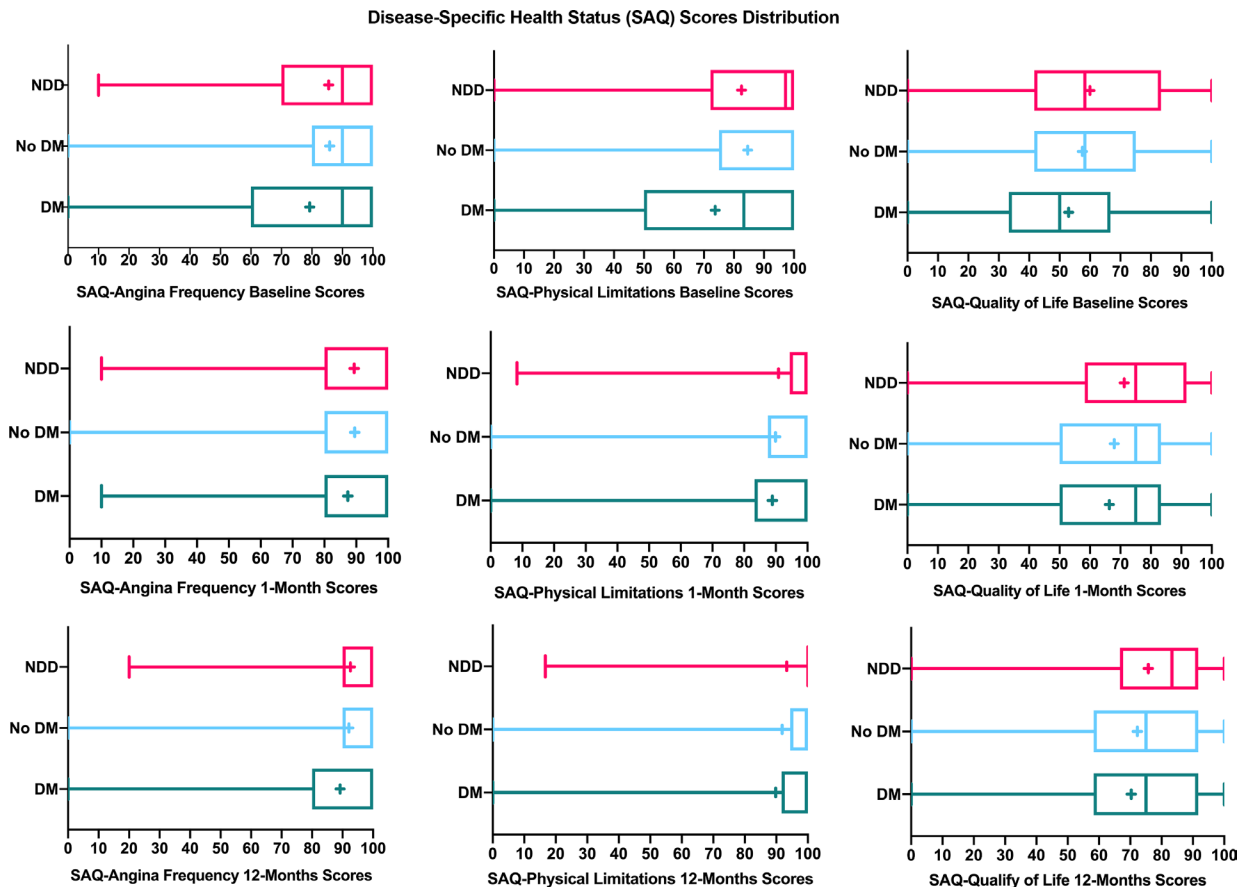 Disease-Specific Health Status (SAQ) Scores Distribution
NDD
No DM
DM
0 10 20 30 40 50 60 70 80 90 100
SAQ-Angina Frequency Baseline Scores
NDD
No DM
DM
0 10 20 30 40 50 60 70 80 90 100
SAQ-Physical Limitations Baseline Scores
NDD
No DM
DM
0 10 20 30 40 50 60 70 80 90 100
SAQ-Quality of Life Baseline Scores
NDD
No DM
DM
0 10 20 30 40 50 60 70 80 90 100
SAQ-Angina Frequency 1-Month Scores
NDD
No DM
DM
0 10 20 30 40 50 60 70 80 90 100
SAQ-Physical Limitations 1-Month Scores
NDD
No DM
DM
0 10 20 30 40 50 60 70 80 90 100
SAQ-Quality of Life 1-Month Scores
NDD
No DM
DM
0 10 20 30 40 50 60 70 80 90 100
SAQ-Angina Frequency 12-Months Scores
NDD
No DM
DM
0 10 20 30 40 50 60 70 80 90 100
SAQ-Physical Limitations 12-Months Scores
NDD
No DM
DM
0 10 20 30 40 50 60 70 80 90 100
SAQ-Qualify of Life 12-Months Scores